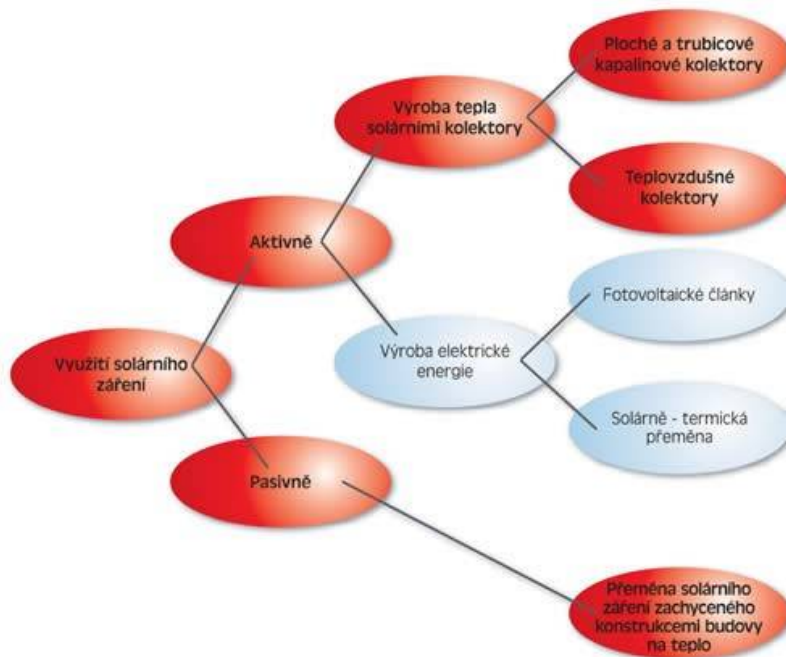 Ploché a trubicové
kapalinové kolektory
Výroba tepla
solárními kolektory
Teplovzdušné
kolektory
Aktivně
Fotovoltaické články
Výroba elektrické
energie
Využití solárního
záření
Solárně - termická
přeměna
Pasivně
Přeměna solárního
záření zachyceného
konstrukcemi budovy
na teplo